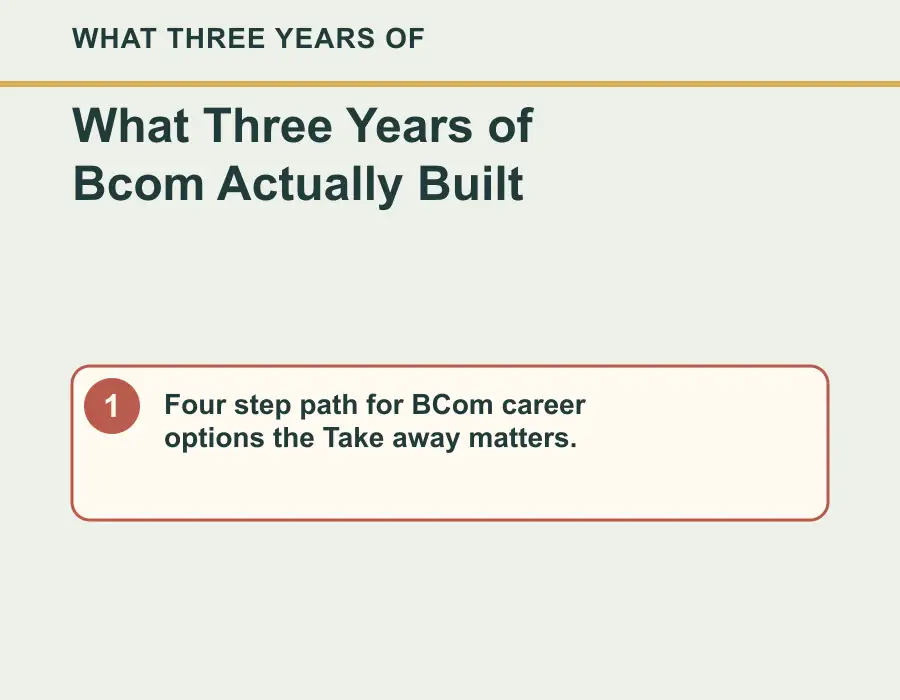 WHAT THREE YEARS OF
What Three Years of
Bcom Actually Built
1
Four step path for BCom career
options the Take away matters.